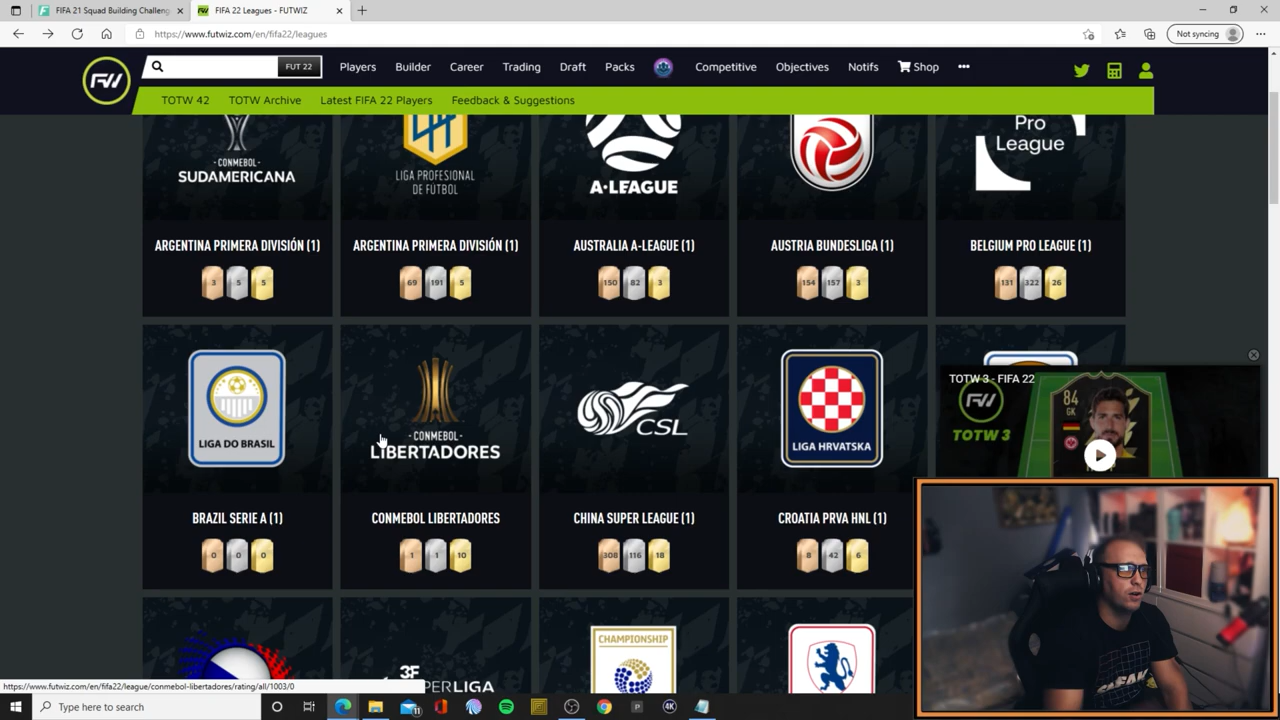 FIFA 21 Squad Building Challeng
FIFA 22 Leagues - FUTWIZ
https://www.futwiz.com/en/fifa22/leagues
Not syncing
FW
FUT 22
Players
Builder
Career
Trading
Draft
Packs
Competitive
Objectives
Notifs
Shop
TOTW 42
TOTW Archive
Latest FIFA 22 Players
Feedback & Suggestions
-CONMEBOL-
SUDAMERICANA
LIGA PROFESIONAL
DE FÚTBOL
A-LEAGUE
Pro
League
ARGENTINA PRIMERA DIVISIÓN (1)
ARGENTINA PRIMERA DIVISIÓN (1)
AUSTRALIA A-LEAGUE (1)
AUSTRIA BUNDESLIGA (1)
BELGIUM PRO LEAGUE (1)
3 5 5
69 191 5
150 82 3
154 157 3
131 322 26
LIGA DO BRASIL
-CONMEBOL-
LIBERTADORES
CSL
LIGA HRVATSKA
TOTW 3 - FIFA 22
FW
TOTW 3
84
GK
BRAZIL SERIE A (1)
CONMEBOL LIBERTADORES
CHINA SUPER LEAGUE (1)
CROATIA PRVA HNL (1)
0 0 0
1 1 10
308 116 18
8 42 6
3F
PERLIGA
CHAMPIONSHIP
https://www.futwiz.com/en/fifa22/league/conmebol-libertadores/rating/all/1003/0
Type here to search
11
P
4K